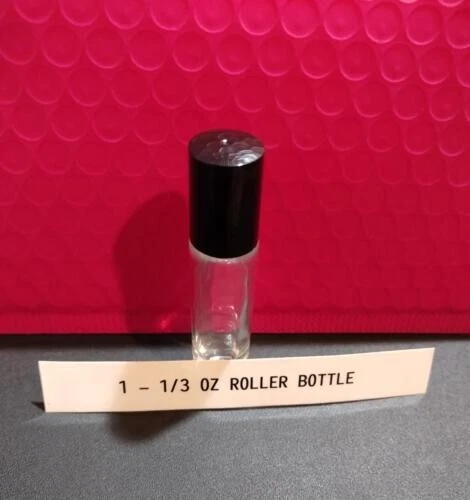 1 – 1/3 OZ ROLLER BOTTLE